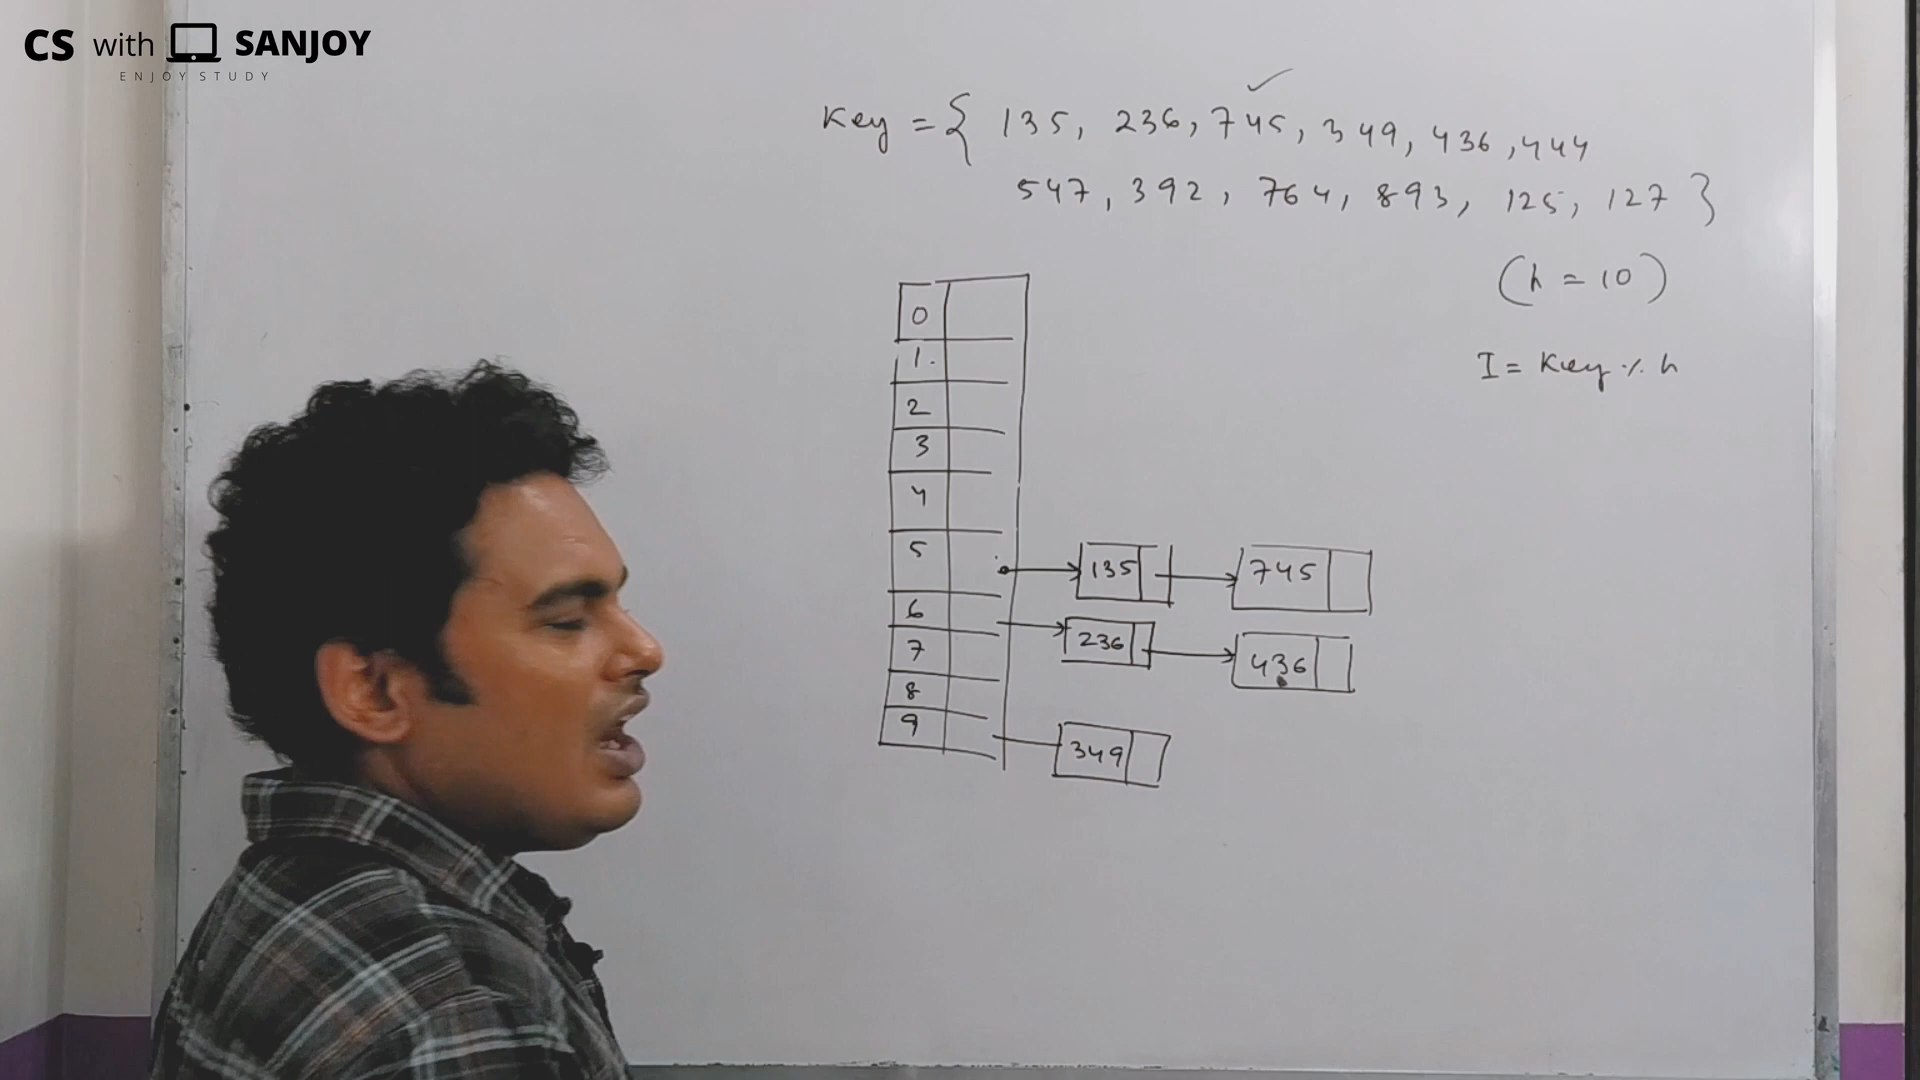 CS with SANJOY
ENJOY STUDY
Key = { 135, 236, 745, 349, 436, 444
547, 392, 764, 893, 125, 127 }
(h = 10)
I = Key % h
0
1.
2
3
4
5 135 745
6 236 436
7
8
9 349